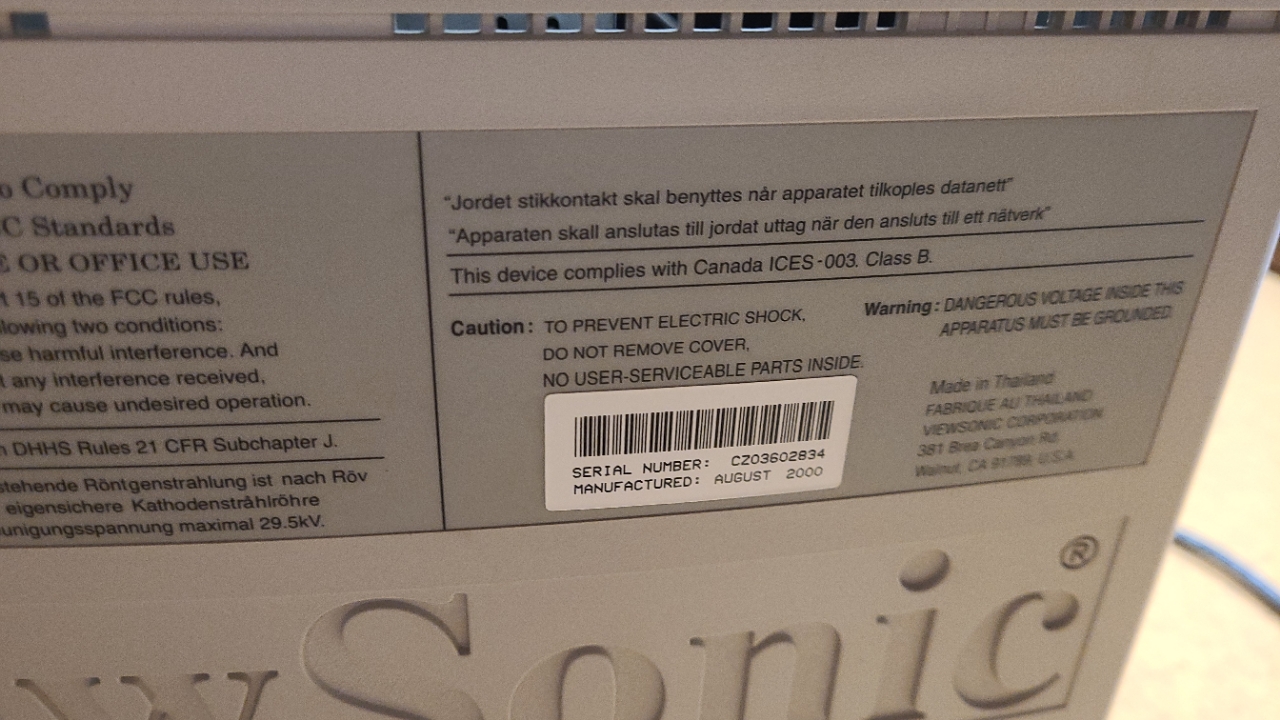 o Comply
C Standards
E OR OFFICE USE
t 15 of the FCC rules,
lowing two conditions:
se harmful interference. And
t any interference received,
may cause undesired operation.
n DHHS Rules 21 CFR Subchapter J.
stehende Röntgenstrahlung ist nach Röv
eigensichere Kathodenstråhlröhre
unigungsspannung maximal 29.5kV.
"Jordet stikkontakt skal benyttes når apparatet tilkoples datanett"
"Apparaten skall anslutas till jordat uttag när den ansluts till ett nätverk"
This device complies with Canada ICES-003. Class B.
Caution: TO PREVENT ELECTRIC SHOCK,
DO NOT REMOVE COVER,
NO USER-SERVICEABLE PARTS INSIDE.
Warning: DANGEROUS VOLTAGE INSIDE THIS
APPARATUS MUST BE GROUNDED.
SERIAL NUMBER: CZ03602834
MANUFACTURED: AUGUST 2000
Made in Thailand
FABRIQUE AU THAILAND
VIEWSONIC CORPORATION
381 Brea Canyon Rd.
Walnut, CA 91789, U.S.A.
wSonic®